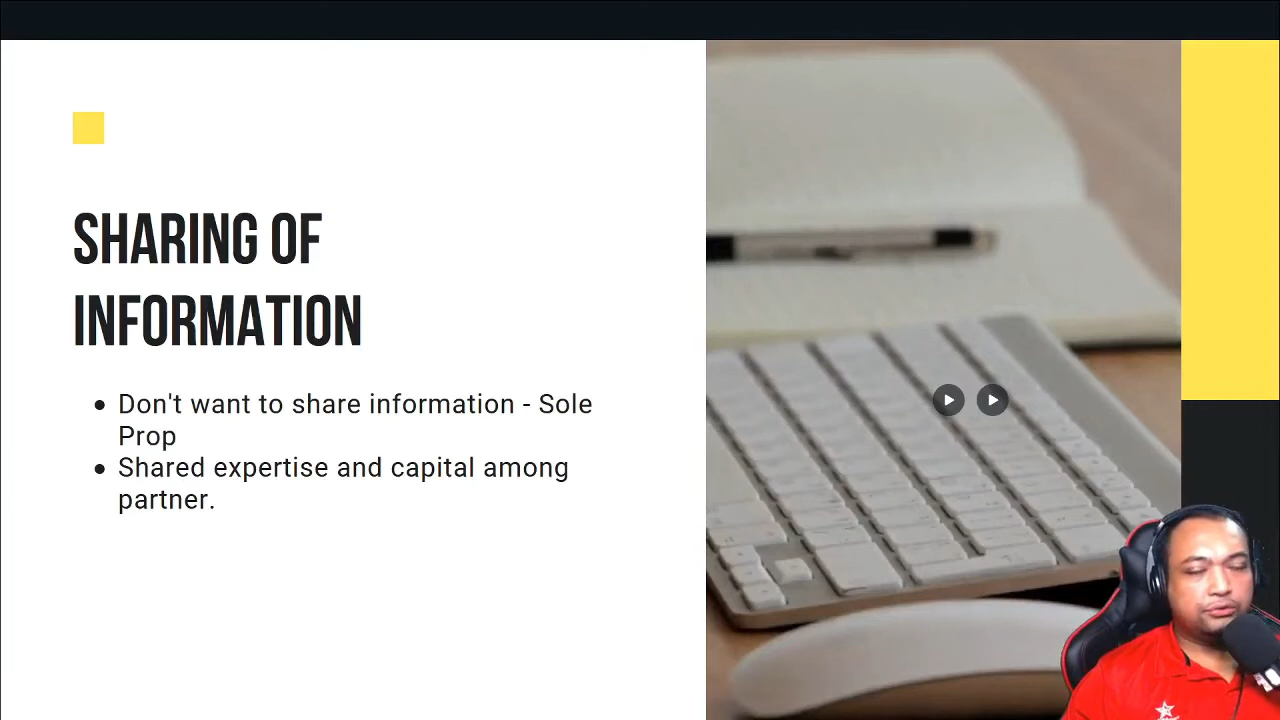 SHARING OF
INFORMATION
Don't want to share information - Sole
Prop
Shared expertise and capital among
partner.